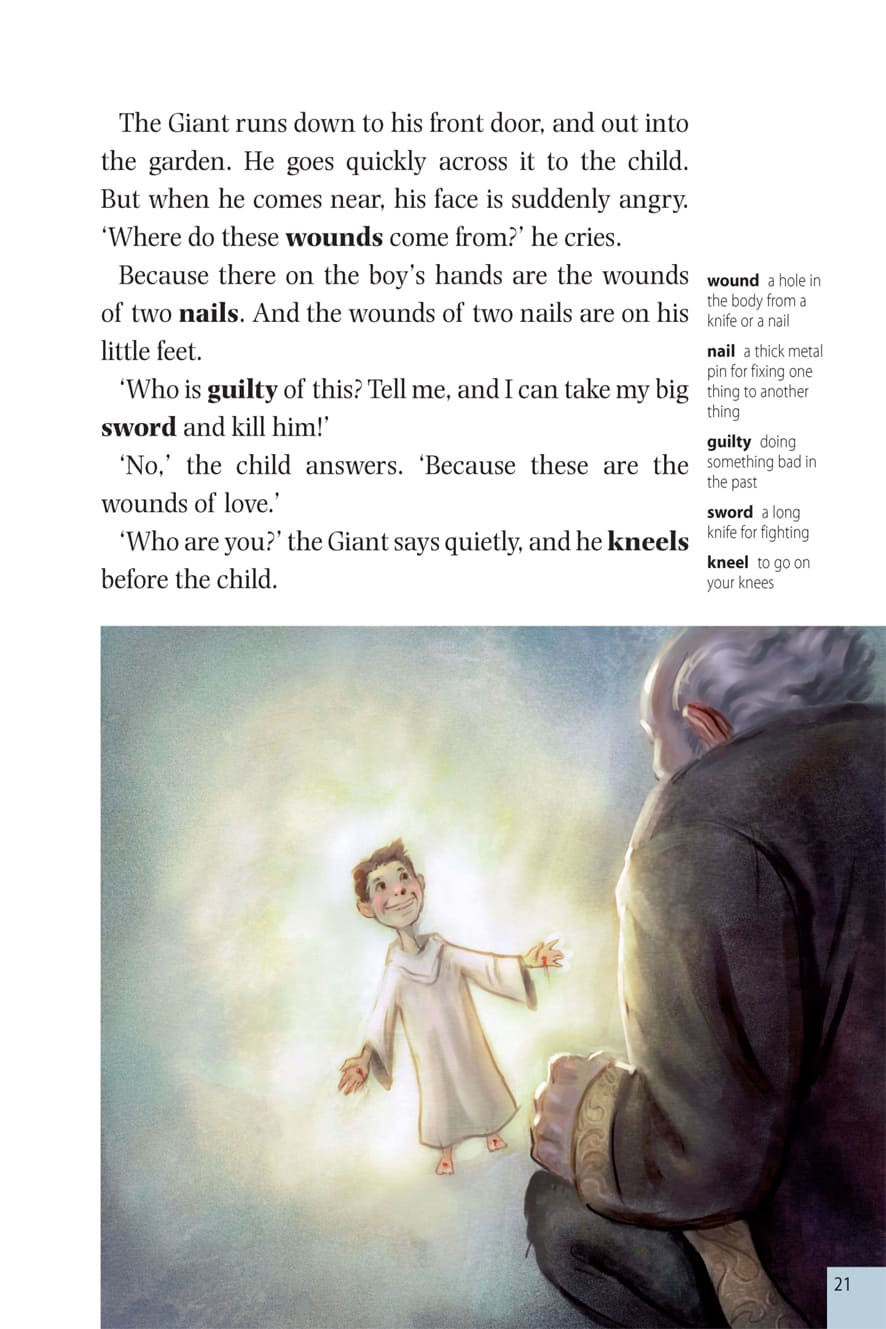 The Giant runs down to his front door, and out into
the garden. He goes quickly across it to the child.
But when he comes near, his face is suddenly angry.
‘Where do these wounds come from?’ he cries.
Because there on the boy’s hands are the wounds
of two nails. And the wounds of two nails are on his
little feet.
‘Who is guilty of this? Tell me, and I can take my big
sword and kill him!’
‘No,’ the child answers. ‘Because these are the
wounds of love.’
‘Who are you?’ the Giant says quietly, and he kneels
before the child.
wound a hole in
the body from a
knife or a nail
nail a thick metal
pin for fixing one
thing to another
thing
guilty doing
something bad in
the past
sword a long
knife for fighting
kneel to go on
your knees
21